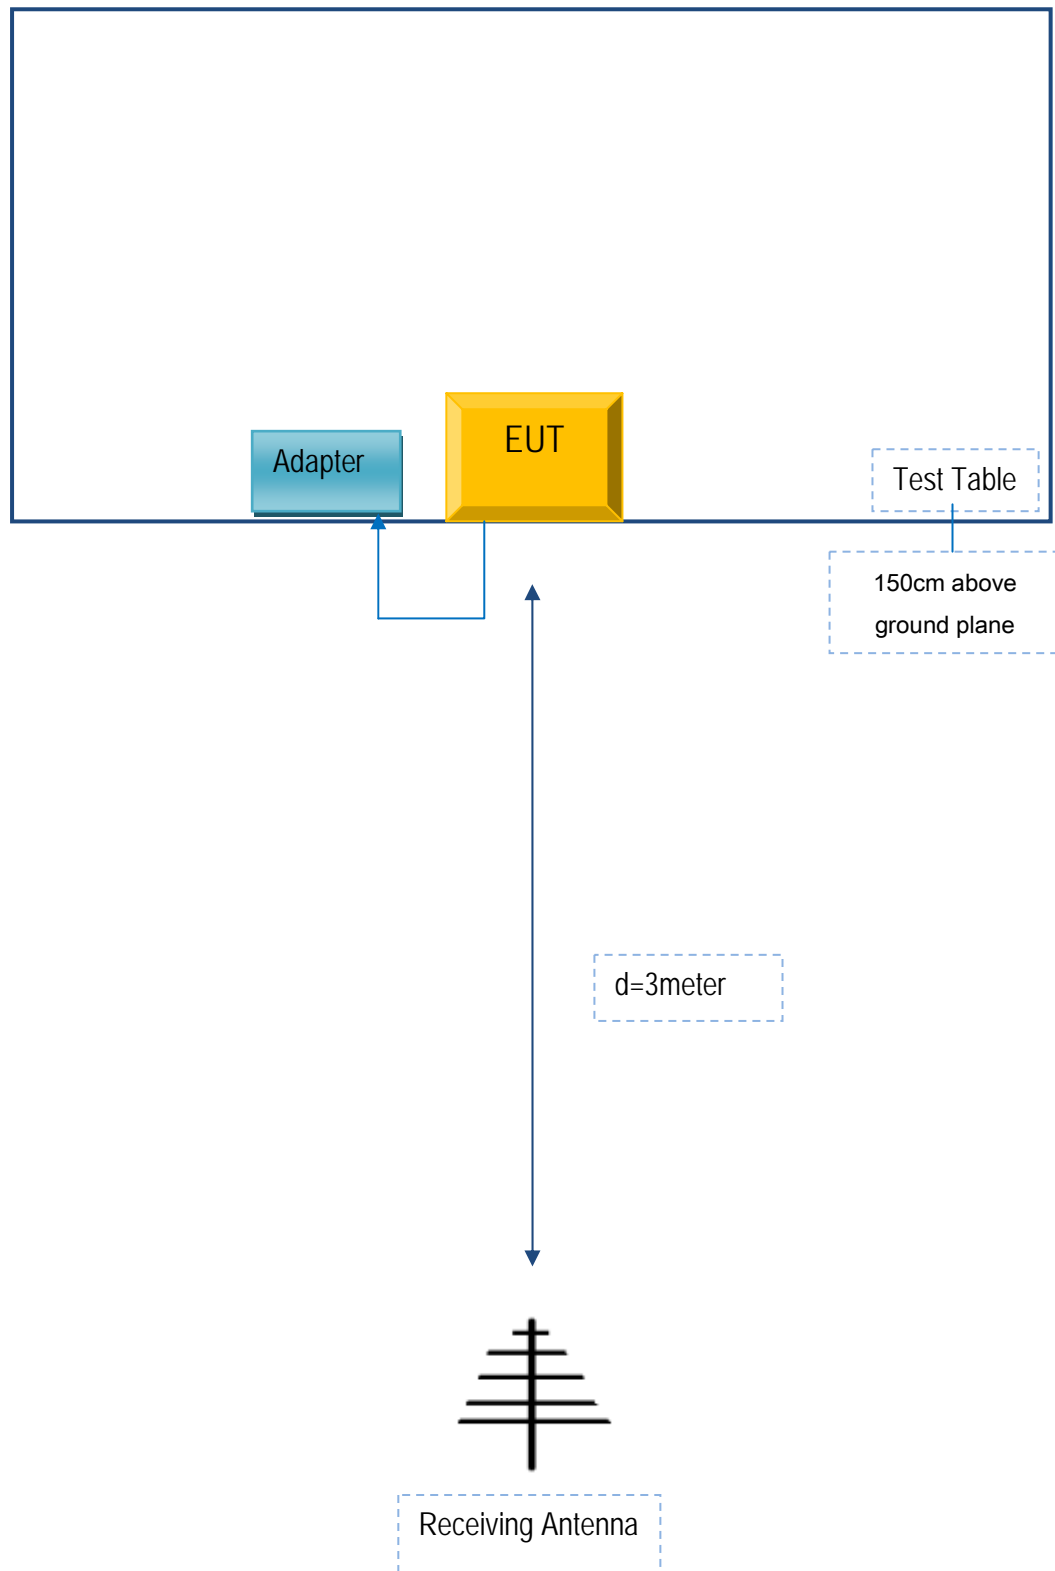 EUT
Adapter
Test Table
150cm above
ground plane
d=3meter
Receiving Antenna